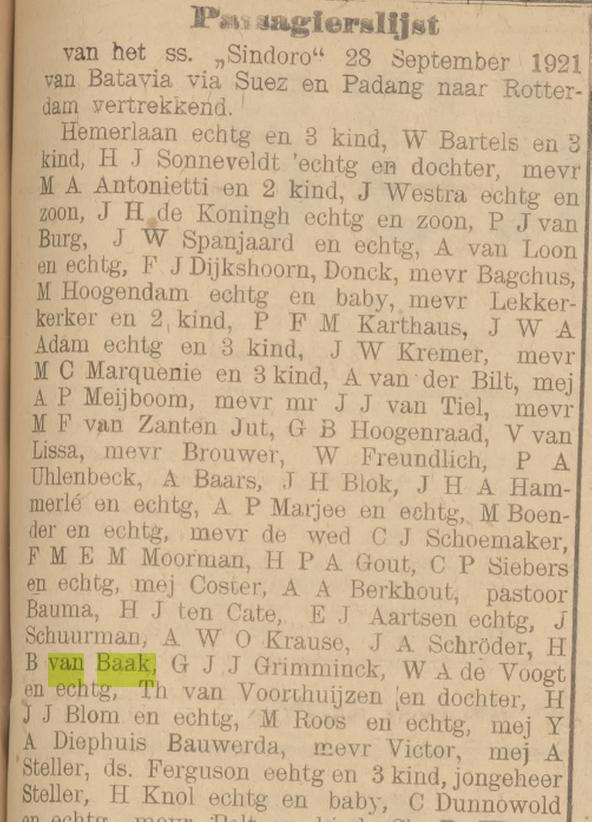 Passagierslijst
van het ss. „Sindoro“ 28 September 1921
van Batavia via Suez en Padang naar Rotter-
dam vertrekkend.
Hemerlaan echtg en 3 kind, W Bartels en 3
kind, H J Sonneveldt echtg en dochter, mevr
M A Antonietti en 2 kind, J Westra echtg en
zoon, J H de Koningh echtg en zoon, P J van
Burg, J W Spanjaard en echtg, A van Loon
en echtg, F J Dijkshoorn, Donck, mevr Bagchus,
M Hoogendam echtg en baby, mevr Lekker-
kerker en 2 kind, P F M Karthaus, J W A
Adam echtg en 3 kind, J W Kremer, mevr
M C Marquenie en 3 kind, A van der Bilt, mej
A P Meijboom, mevr mr J J van Tiel, mevr
M F van Zanten Jut, G B Hoogenraad, V van
Lissa, mevr Brouwer, W Freundlich, P A
Uhlenbeck, A Baars, J H Blok, J H A Ham-
merlé en echtg, A P Marjee en echtg, M Boen-
der en echtg, mevr de wed C J Schoemaker,
F M E M Moorman, H P A Gout, C P Siebers
en echtg, mej Coster, A A Berkhout, pastoor
Bauma, H J ten Cate, E J Aartsen echtg, J
Schuurman, A W O Krause, J A Schröder, H
B van Baak, G J J Grimminck, W A de Voogt
en echtg, Th van Voorthuijzen en dochter, H
J J Blom en echtg, M Roos en echtg, mej Y
A Diephuis Bauwerda, mevr Victor, mej A
Steller, ds. Ferguson eehtg en 3 kind, jongeheer
Steller, H Knol echtg en baby, C Dunnowold
en echtg, mevr